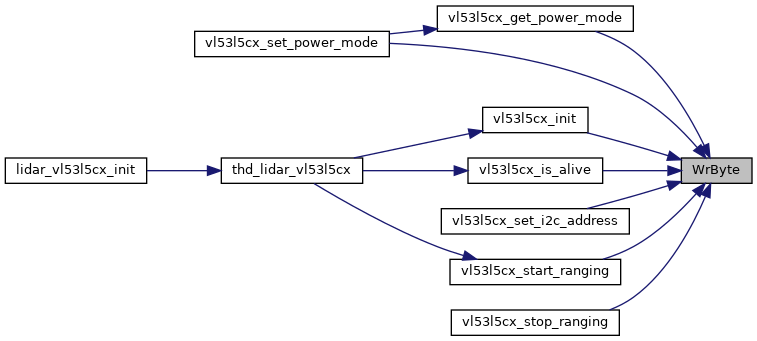 vl53l5cx_get_power_mode
vl53l5cx_set_power_mode
vl53l5cx_init
lidar_vl53l5cx_init
thd_lidar_vl53l5cx
vl53l5cx_is_alive
WrByte
vl53l5cx_set_i2c_address
vl53l5cx_start_ranging
vl53l5cx_stop_ranging